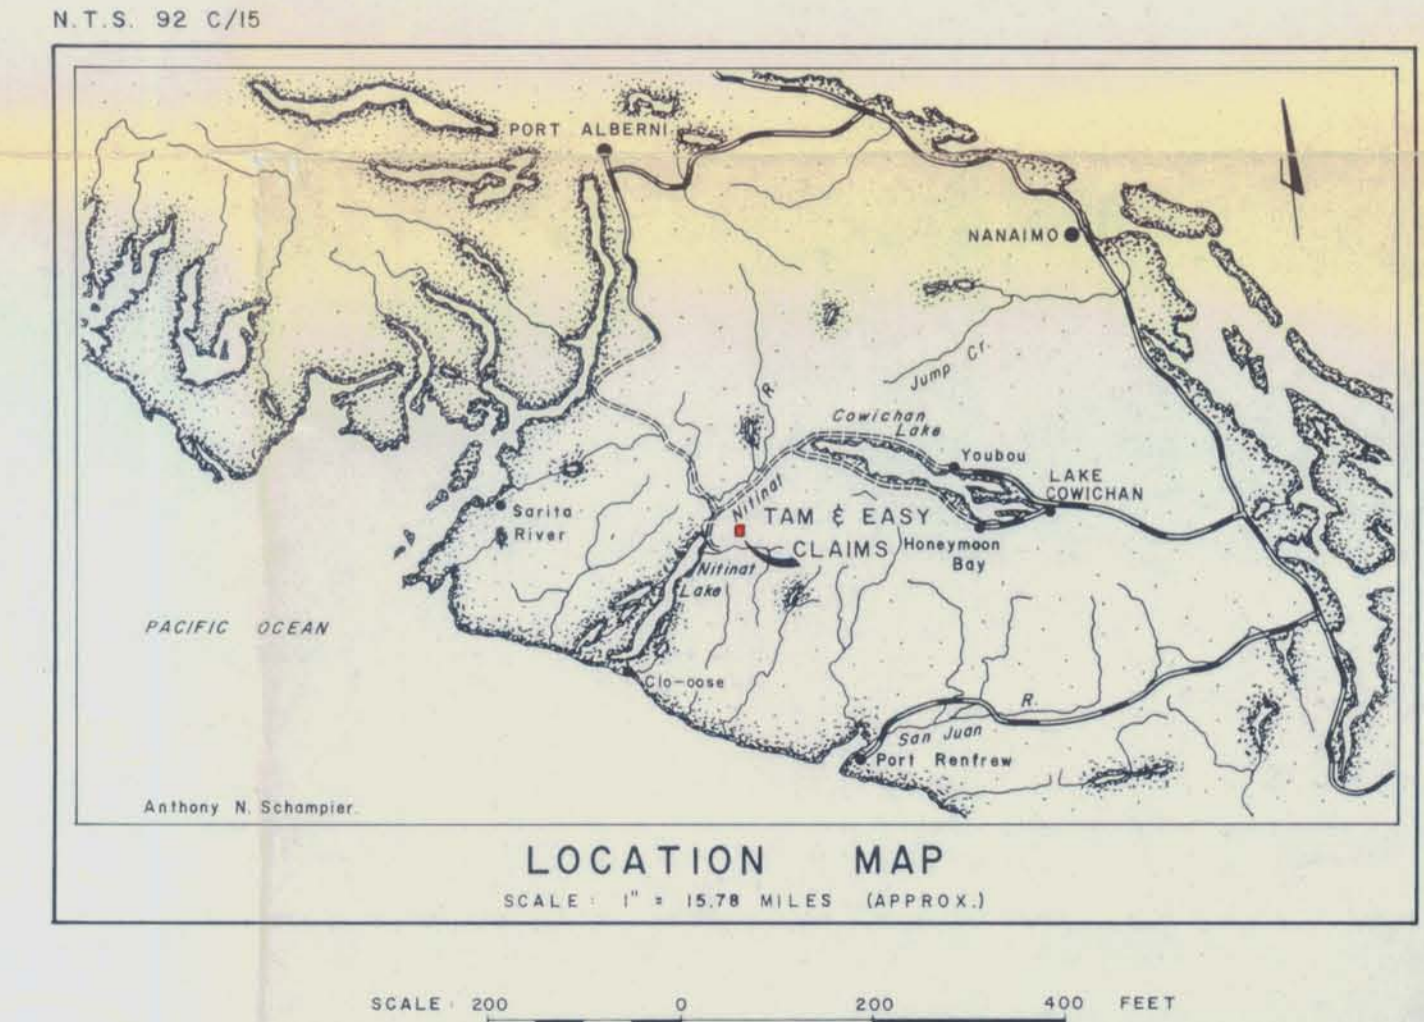 N.T.S. 92 C/15
PORT ALBERNI
NANAIMO
Jump Cr.
R.
Cowichan
Lake
Youbou
LAKE
COWICHAN
Nitinat
Sarita
River
TAM & EASY
CLAIMS
Honeymoon
Bay
Nitinat
Lake
PACIFIC OCEAN
Clo-oose
R.
San Juan
Port Renfrew
Anthony N. Schampier.
LOCATION MAP
SCALE: 1" = 15.78 MILES (APPROX.)
SCALE: 200 0 200 400 FEET